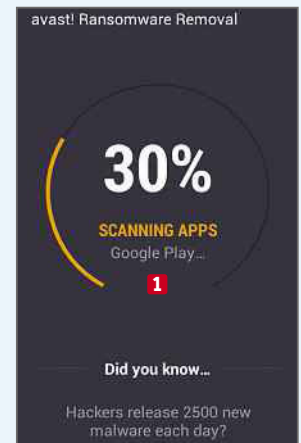 avast! Ransomware Removal
30%
SCANNING APPS
Google Play...
1
Did you know...
Hackers release 2500 new
malware each day?